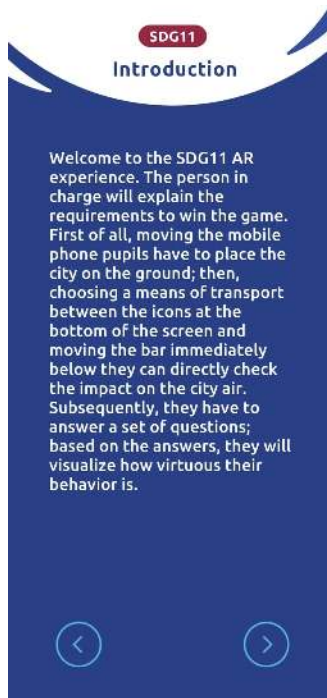 SDG11
Introduction
Welcome to the SDG11 AR
experience. The person in
charge will explain the
requirements to win the game.
First of all, moving the mobile
phone pupils have to place the
city on the ground; then,
choosing a means of transport
between the icons at the
bottom of the screen and
moving the bar immediately
below they can directly check
the impact on the city air.
Subsequently, they have to
answer a set of questions;
based on the answers, they will
visualize how virtuous their
behavior is.